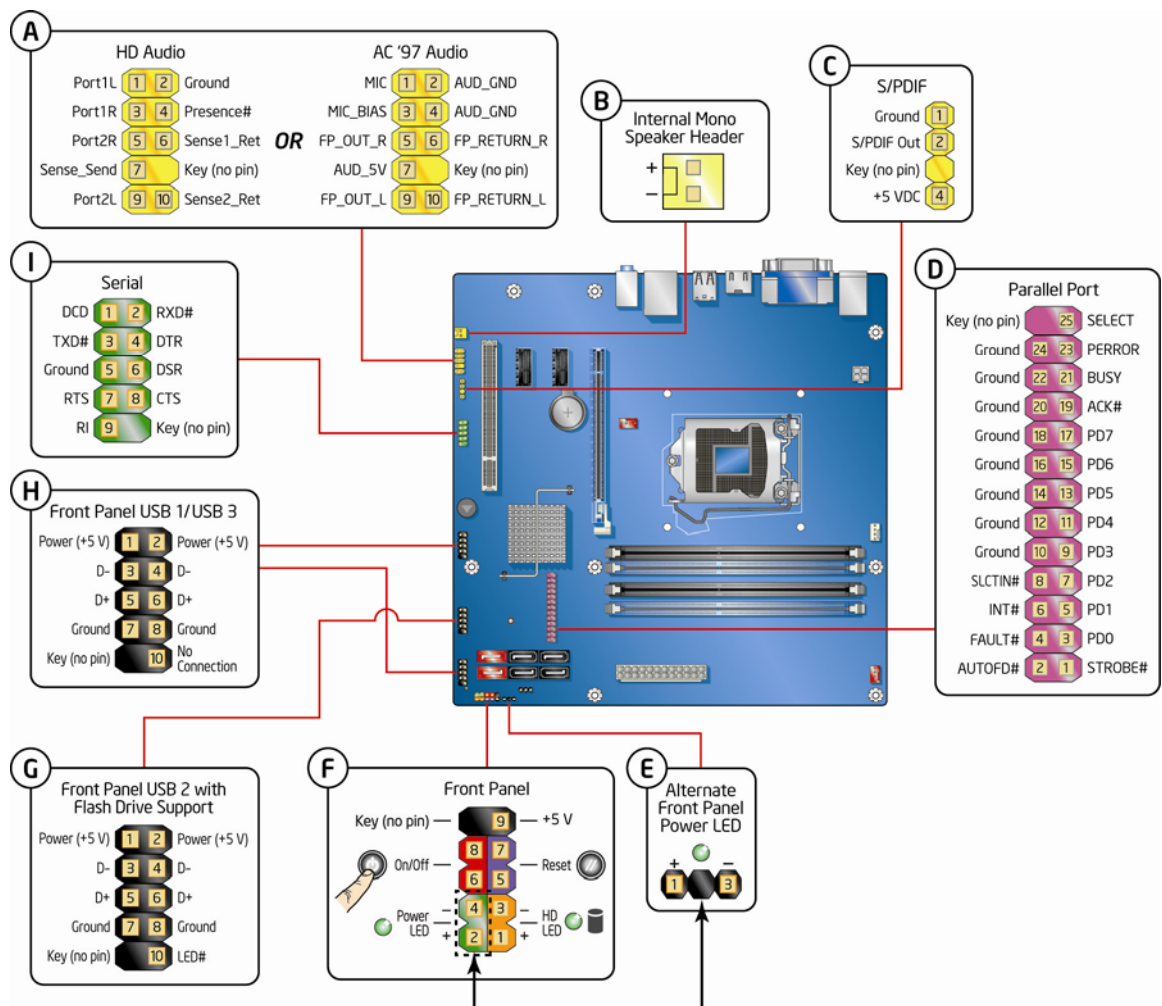 A
HD Audio
Port1L 1 2 Ground
Port1R 3 4 Presence#
Port2R 5 6 Sense1_Ret
Sense_Send 7 Key (no pin)
Port2L 9 10 Sense2_Ret
OR
AC '97 Audio
MIC 1 2 AUD_GND
MIC_BIAS 3 4 AUD_GND
FP_OUT_R 5 6 FP_RETURN_R
AUD_5V 7 Key (no pin)
FP_OUT_L 9 10 FP_RETURN_L
B
Internal Mono
Speaker Header
+
–
C
S/PDIF
Ground 1
S/PDIF Out 2
Key (no pin)
+5 VDC 4
I
Serial
DCD 1 2 RXD#
TXD# 3 4 DTR
Ground 5 6 DSR
RTS 7 8 CTS
RI 9 Key (no pin)
D
Parallel Port
Key (no pin) 25 SELECT
Ground 24 23 PERROR
Ground 22 21 BUSY
Ground 20 19 ACK#
Ground 18 17 PD7
Ground 16 15 PD6
Ground 14 13 PD5
Ground 12 11 PD4
Ground 10 9 PD3
SLCTIN# 8 7 PD2
INT# 6 5 PD1
FAULT# 4 3 PD0
AUTOFD# 2 1 STROBE#
H
Front Panel USB 1/USB 3
Power (+5 V) 1 2 Power (+5 V)
D- 3 4 D-
D+ 5 6 D+
Ground 7 8 Ground
Key (no pin) 10 No
Connection
G
Front Panel USB 2 with
Flash Drive Support
Power (+5 V) 1 2 Power (+5 V)
D- 3 4 D-
D+ 5 6 D+
Ground 7 8 Ground
Key (no pin) 10 LED#
F
Front Panel
Key (no pin) 9 +5 V
8 7
On/Off Reset
6 5
4 3
– –
Power
LED
HD
LED
+ 2 1 +
E
Alternate
Front Panel
Power LED
+ –
1 3